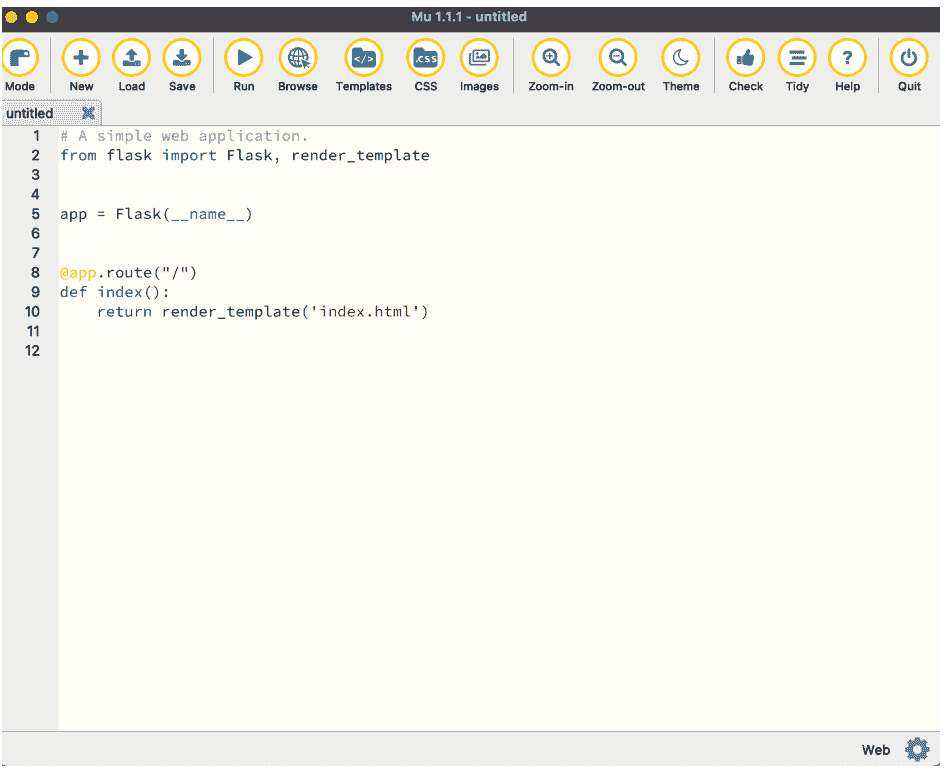 Mu 1.1.1 - untitled
</> .css ?
Mode New Load Save Run Browse Templates CSS Images Zoom-in Zoom-out Theme Check Tidy Help Quit
untitled
1 # A simple web application.
2 from flask import Flask, render_template
3
4
5 app = Flask(__name__)
6
7
8 @app.route("/")
9 def index():
10     return render_template('index.html')
11
12
Web